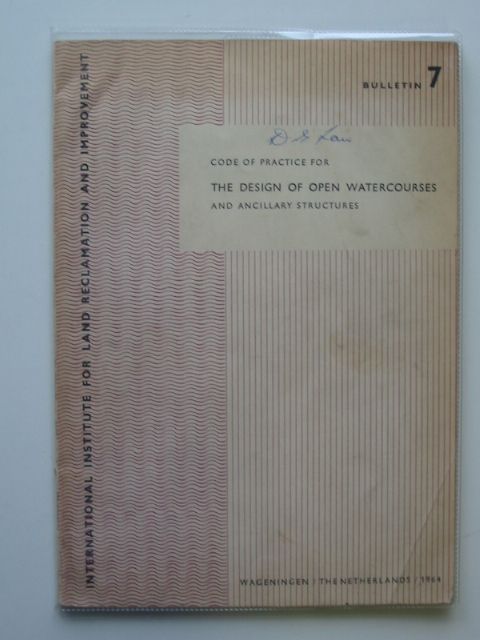 BULLETIN 7
CODE OF PRACTICE FOR
THE DESIGN OF OPEN WATERCOURSES
AND ANCILLARY STRUCTURES
INTERNATIONAL INSTITUTE FOR LAND RECLAMATION AND IMPROVEMENT
WAGENINGEN / THE NETHERLANDS / 1964